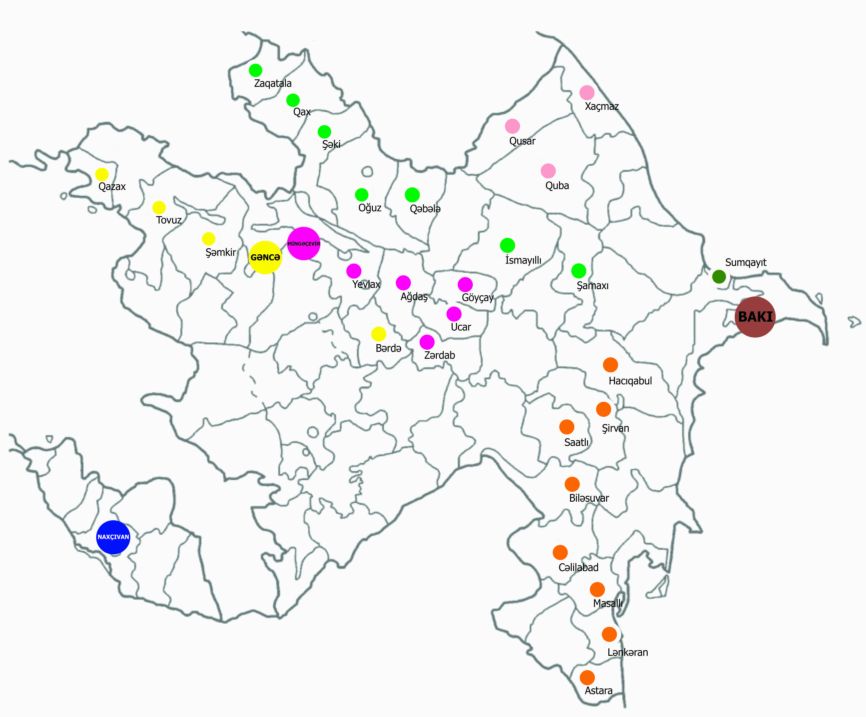 Zaqatala
Qax
Xaçmaz
Şəki
Qusar
Quba
Qazax
Oğuz
Qəbələ
Tovuz
Şəmkir
GƏNCƏ
MİNGƏÇEVİR
İsmayıllı
Sumqayıt
Yevlax
Ağdaş
Göyçay
Şamaxı
BAKI
Ucar
Bərdə
Zərdab
Hacıqabul
Şirvan
Saatlı
Biləsuvar
NAXÇIVAN
Cəlilabad
Masallı
Lənkəran
Astara